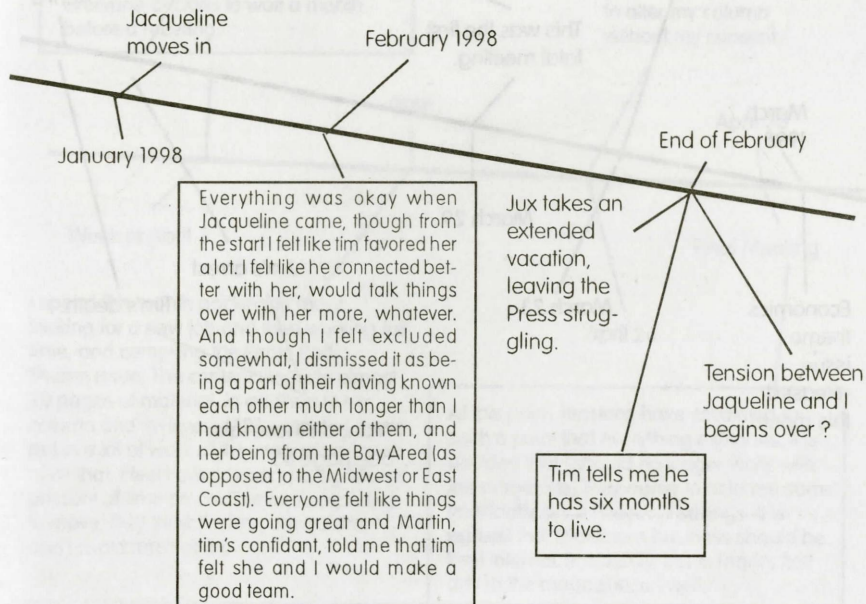 Jacqueline
moves in
February 1998
January 1998
End of February
Everything was okay when
Jacqueline came, though from
the start I felt like tim favored her
a lot. I felt like he connected bet-
ter with her, would talk things
over with her more, whatever.
And though I felt excluded
somewhat, I dismissed it as be-
ing a part of their having known
each other much longer than I
had known either of them, and
her being from the Bay Area (as
opposed to the Midwest or East
Coast). Everyone felt like things
were going great and Martin,
tim's confidant, told me that tim
felt she and I would make a
good team.
Jux takes an
extended
vacation,
leaving the
Press strug-
gling.
Tim tells me he
has six months
to live.
Tension between
Jaqueline and I
begins over ?